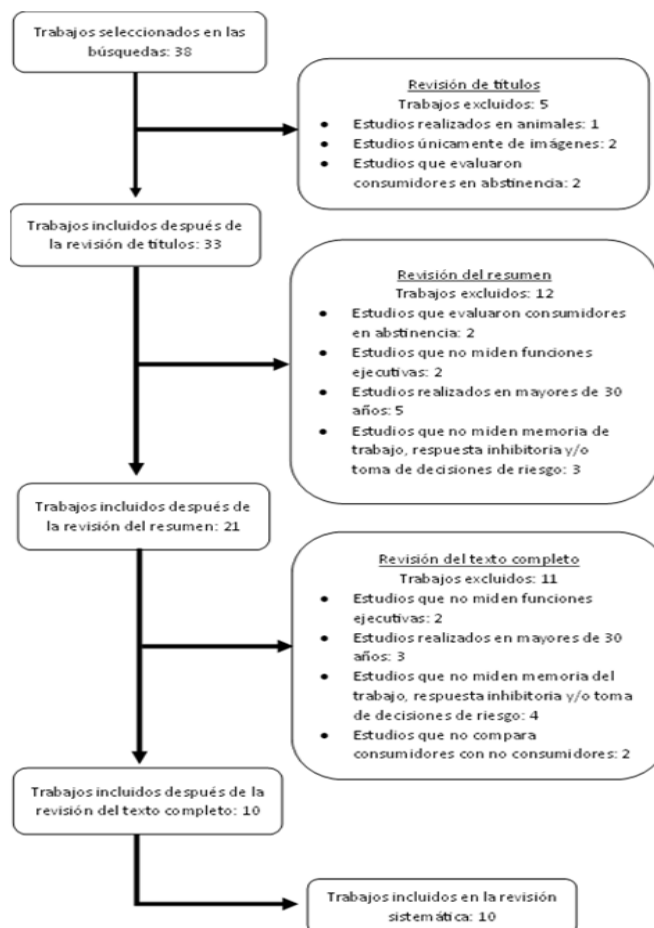 Trabajos seleccionados en las
búsquedas: 38
Revisión de títulos
Trabajos excluidos: 5
• Estudios realizados en animales: 1
• Estudios únicamente de imágenes: 2
• Estudios que evaluaron
consumidores en abstinencia: 2
Trabajos incluidos después de
la revisión de títulos: 33
Revisión del resumen
Trabajos excluidos: 12
• Estudios que evaluaron consumidores
en abstinencia: 2
• Estudios que no miden funciones
ejecutivas: 2
• Estudios realizados en mayores de 30
años: 5
• Estudios que no miden memoria de
trabajo, respuesta inhibitoria y/o
toma de decisiones de riesgo: 3
Trabajos incluidos después de
la revisión del resumen: 21
Revisión del texto completo
Trabajos excluidos: 11
• Estudios que no miden funciones
ejecutivas: 2
• Estudios realizados en mayores de 30
años: 3
• Estudios que no miden memoria del
trabajo, respuesta inhibitoria y/o toma
de decisiones de riesgo: 4
• Estudios que no compara
consumidores con no consumidores: 2
Trabajos incluidos después de la
revisión del texto completo: 10
Trabajos incluidos en la revisión
sistemática: 10